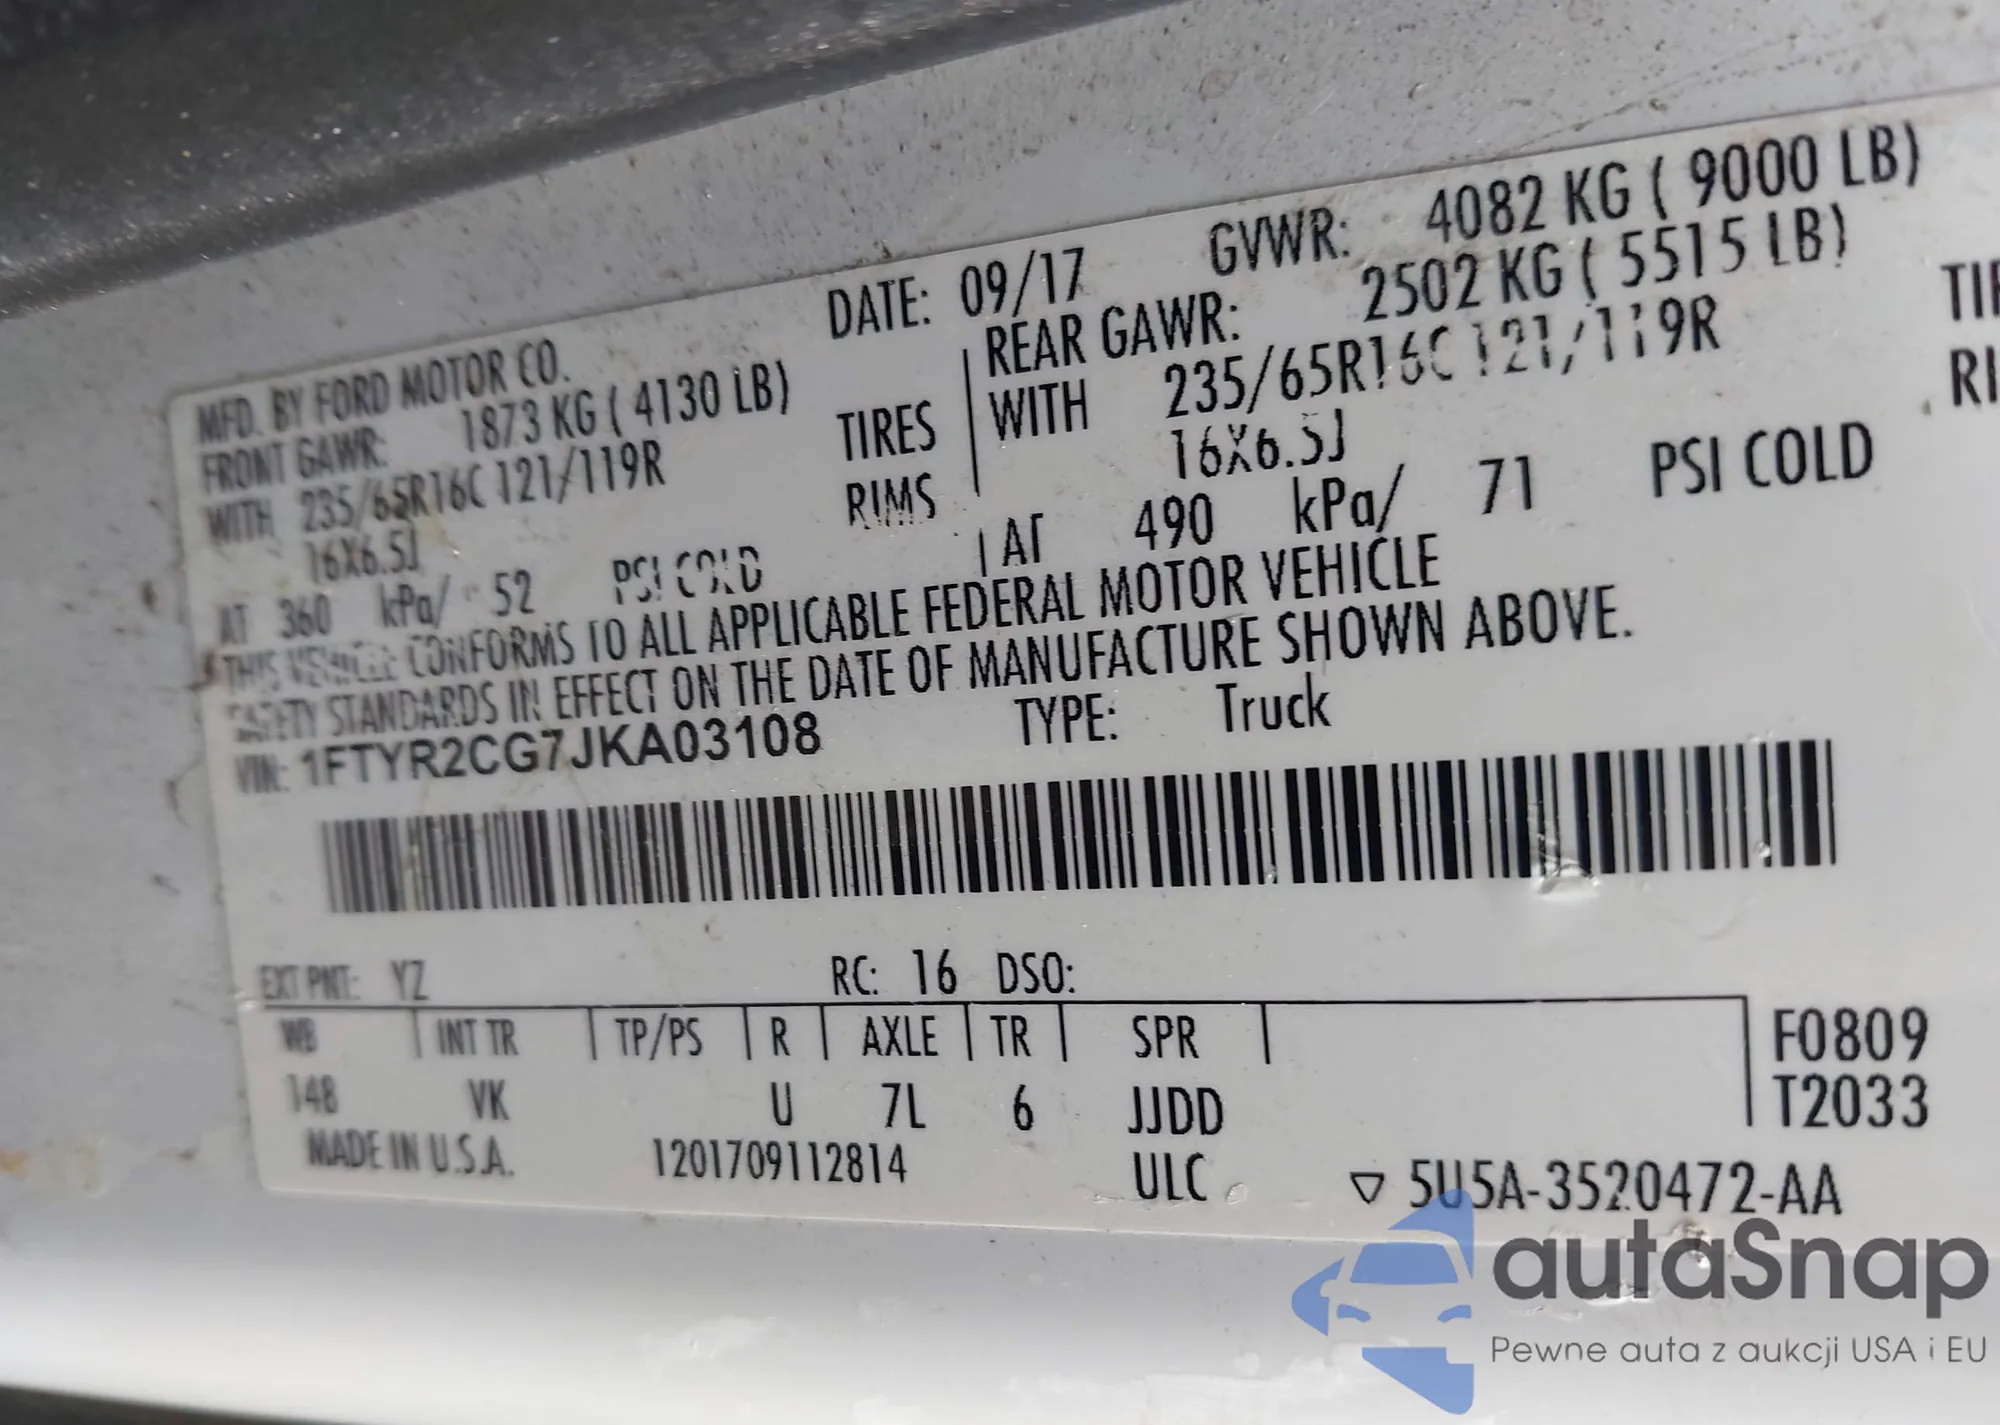 MFD. BY FORD MOTOR CO. DATE: 09/17 GVWR: 4082 KG ( 9000 LB)
FRONT GAWR: 1873 KG ( 4130 LB) REAR GAWR: 2502 KG ( 5515 LB)
WITH 235/65R16C 121/119R TIRES WITH 235/65R16C 121/119R TIR
16X6.5J RIMS 16X6.5J RI
AT 360 kPa/ 52 PSI COLD AT 490 kPa/ 71 PSI COLD
THIS VEHICLE CONFORMS TO ALL APPLICABLE FEDERAL MOTOR VEHICLE
SAFETY STANDARDS IN EFFECT ON THE DATE OF MANUFACTURE SHOWN ABOVE.
VIN: 1FTYR2CG7JKA03108 TYPE: Truck
EXT PNT: YZ RC: 16 DSO:
WB INT TR TP/PS R AXLE TR SPR F0809
148 VK U 7L 6 JJDD T2033
MADE IN U.S.A. 1201709112814 ULC ▽ 5U5A-3520472-AA
autaSnap
Pewne auta z aukcji USA i EU